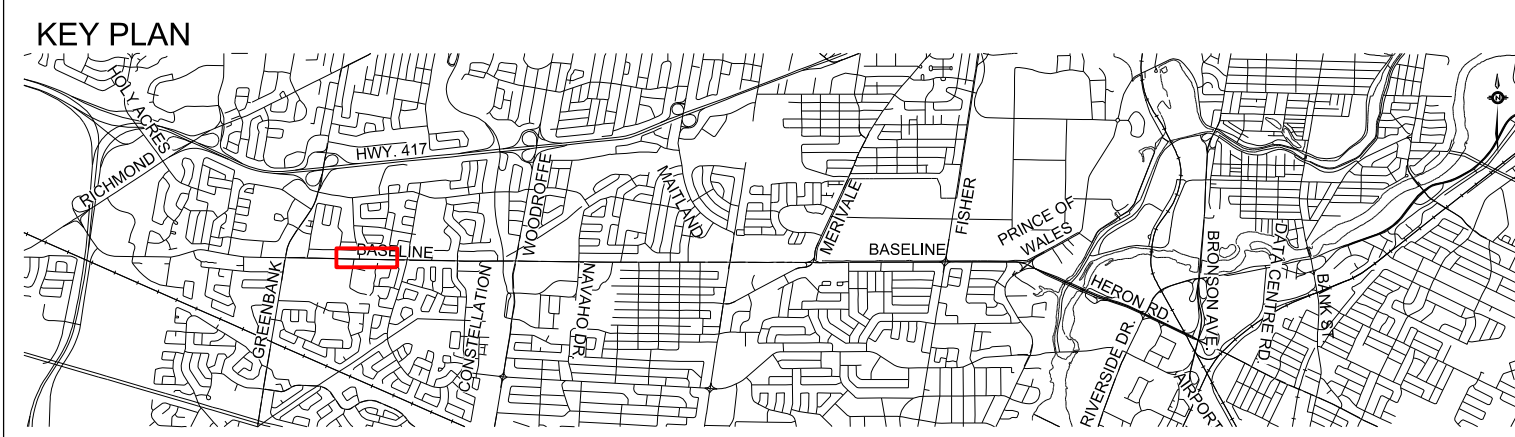 KEY PLAN
HOLY ACRES
RICHMOND
HWY. 417
GREENBANK
BASELINE
CONSTELLATION
WOODROFFE
NAVAHO DR.
MAITLAND
MERIVALE
BASELINE
FISHER
PRINCE OF
WALES
HERON RD.
RIVERSIDE DR.
AIRPORT
BRONSON AVE.
DATA CENTRE RD.
BANK ST.
N